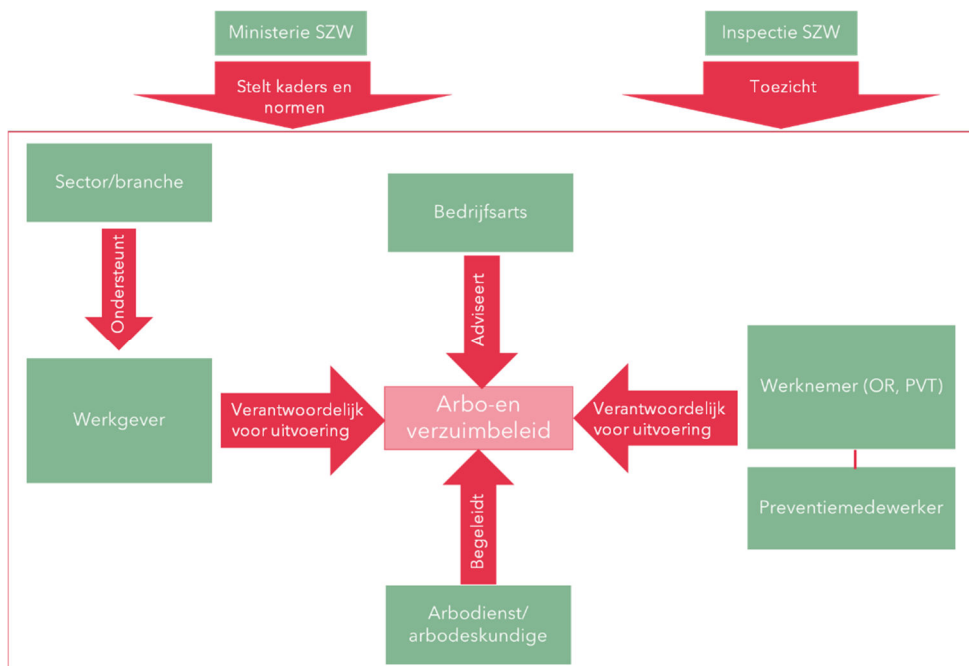 Ministerie SZW
Inspectie SZW
Stelt kaders en
normen
Toezicht
Sector/branche
Bedrijfsarts
Ondersteunt
Adviseert
Werkgever
Verantwoordelijk
voor uitvoering
Arbo-en
verzuimbeleid
Verantwoordelijk
voor uitvoering
Werknemer (OR, PVT)
Preventiemedewerker
Begeleidt
Arbodienst/
arbodeskundige